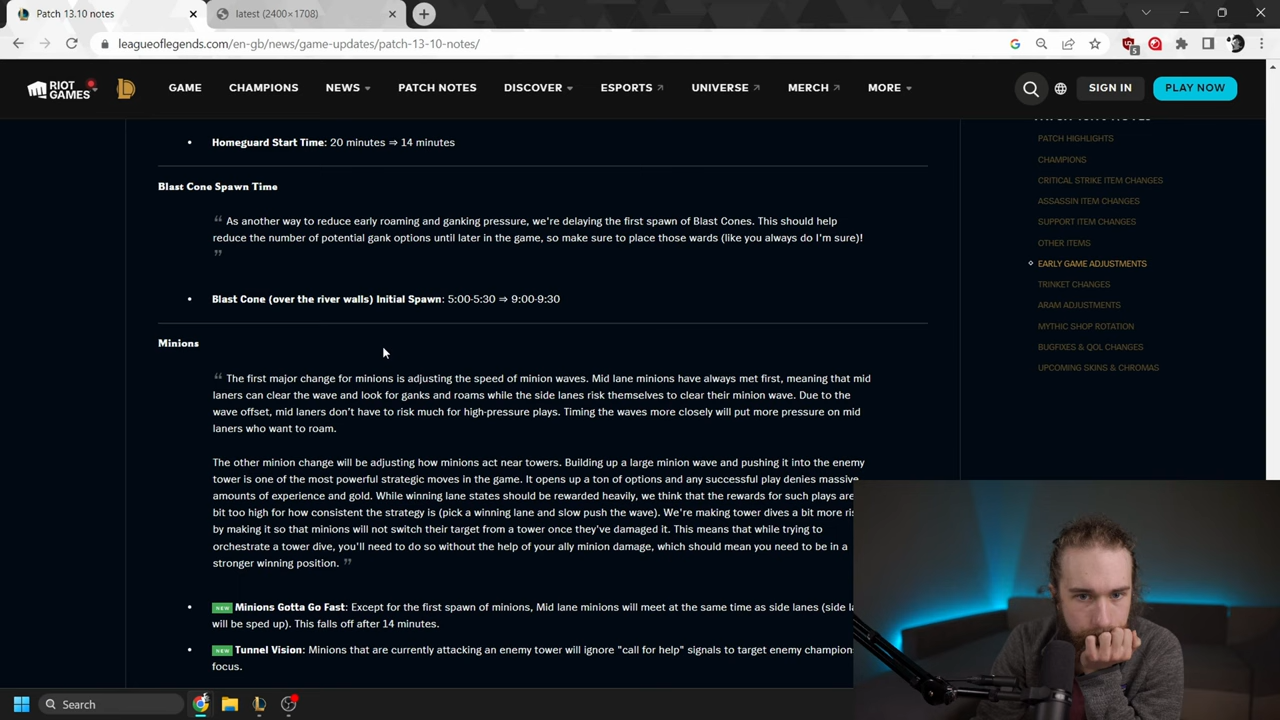 Patch 13.10 notes
latest (2400×1708)
leagueoflegends.com/en-gb/news/game-updates/patch-13-10-notes/
5
RIOT GAMES
GAME
CHAMPIONS
NEWS
PATCH NOTES
DISCOVER
ESPORTS
UNIVERSE
MERCH
MORE
SIGN IN
PLAY NOW
Homeguard Start Time: 20 minutes ⇒ 14 minutes
Blast Cone Spawn Time
“ As another way to reduce early roaming and ganking pressure, we're delaying the first spawn of Blast Cones. This should help
reduce the number of potential gank options until later in the game, so make sure to place those wards (like you always do I'm sure)!
”
Blast Cone (over the river walls) Initial Spawn: 5:00-5:30 ⇒ 9:00-9:30
Minions
“ The first major change for minions is adjusting the speed of minion waves. Mid lane minions have always met first, meaning that mid
laners can clear the wave and look for ganks and roams while the side lanes risk themselves to clear their minion wave. Due to the
wave offset, mid laners don’t have to risk much for high-pressure plays. Timing the waves more closely will put more pressure on mid
laners who want to roam.
The other minion change will be adjusting how minions act near towers. Building up a large minion wave and pushing it into the enemy
tower is one of the most powerful strategic moves in the game. It opens up a ton of options and any successful play denies massive
amounts of experience and gold. While winning lane states should be rewarded heavily, we think that the rewards for such plays are
bit too high for how consistent the strategy is (pick a winning lane and slow push the wave). We're making tower dives a bit more
by making it so that minions will not switch their target from a tower once they've damaged it. This means that while trying to
orchestrate a tower dive, you'll need to do so without the help of your ally minion damage, which should mean you need to be in a
stronger winning position. ”
NEW Minions Gotta Go Fast: Except for the first spawn of minions, Mid lane minions will meet at the same time as side lanes (side
will be sped up). This falls off after 14 minutes.
NEW Tunnel Vision: Minions that are currently attacking an enemy tower will ignore "call for help" signals to target enemy champion
focus.
PATCH HIGHLIGHTS
CHAMPIONS
CRITICAL STRIKE ITEM CHANGES
ASSASSIN ITEM CHANGES
SUPPORT ITEM CHANGES
OTHER ITEMS
EARLY GAME ADJUSTMENTS
TRINKET CHANGES
ARAM ADJUSTMENTS
MYTHIC SHOP ROTATION
BUGFIXES & QOL CHANGES
UPCOMING SKINS & CHROMAS
Search